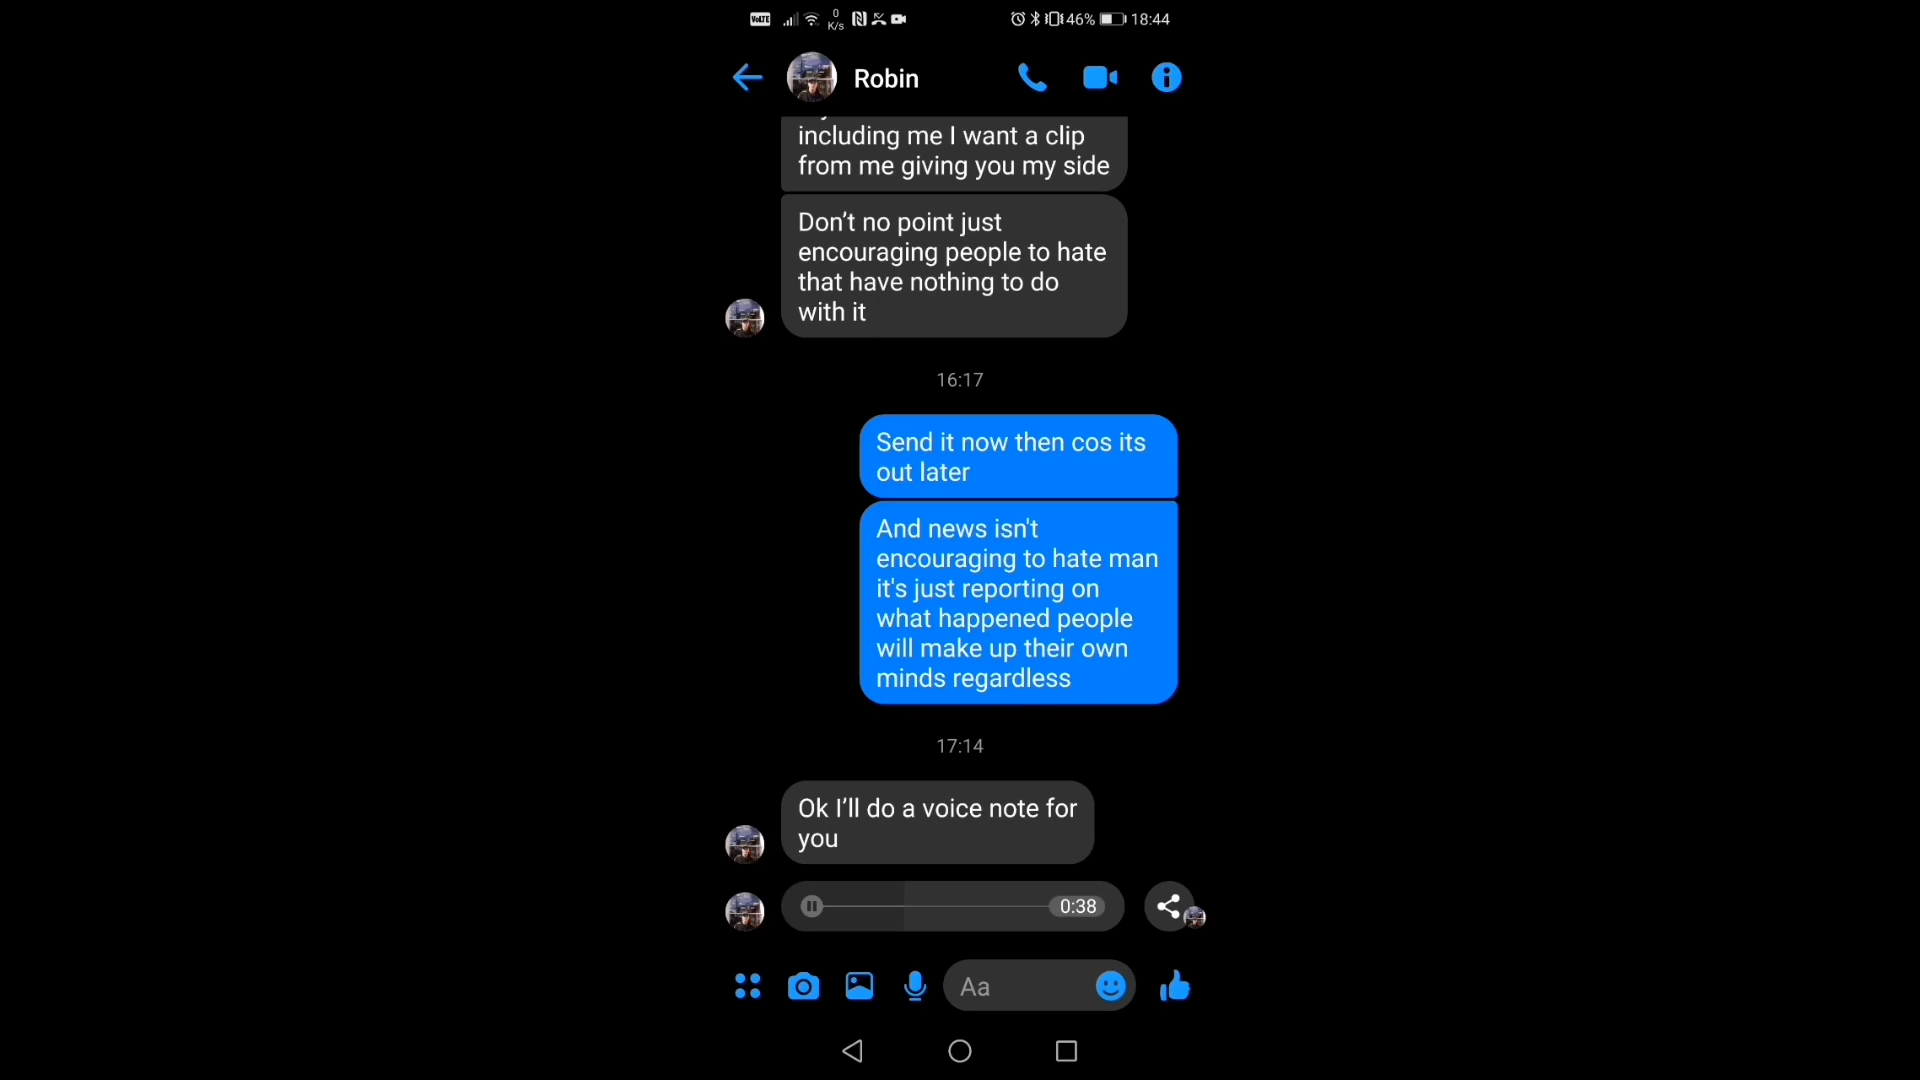 VoLTE 0 K/s 46% 18:44
Robin
including me I want a clip
from me giving you my side
Don’t no point just
encouraging people to hate
that have nothing to do
with it
16:17
Send it now then cos its
out later
And news isn't
encouraging to hate man
it's just reporting on
what happened people
will make up their own
minds regardless
17:14
Ok I’ll do a voice note for
you
0:38
Aa